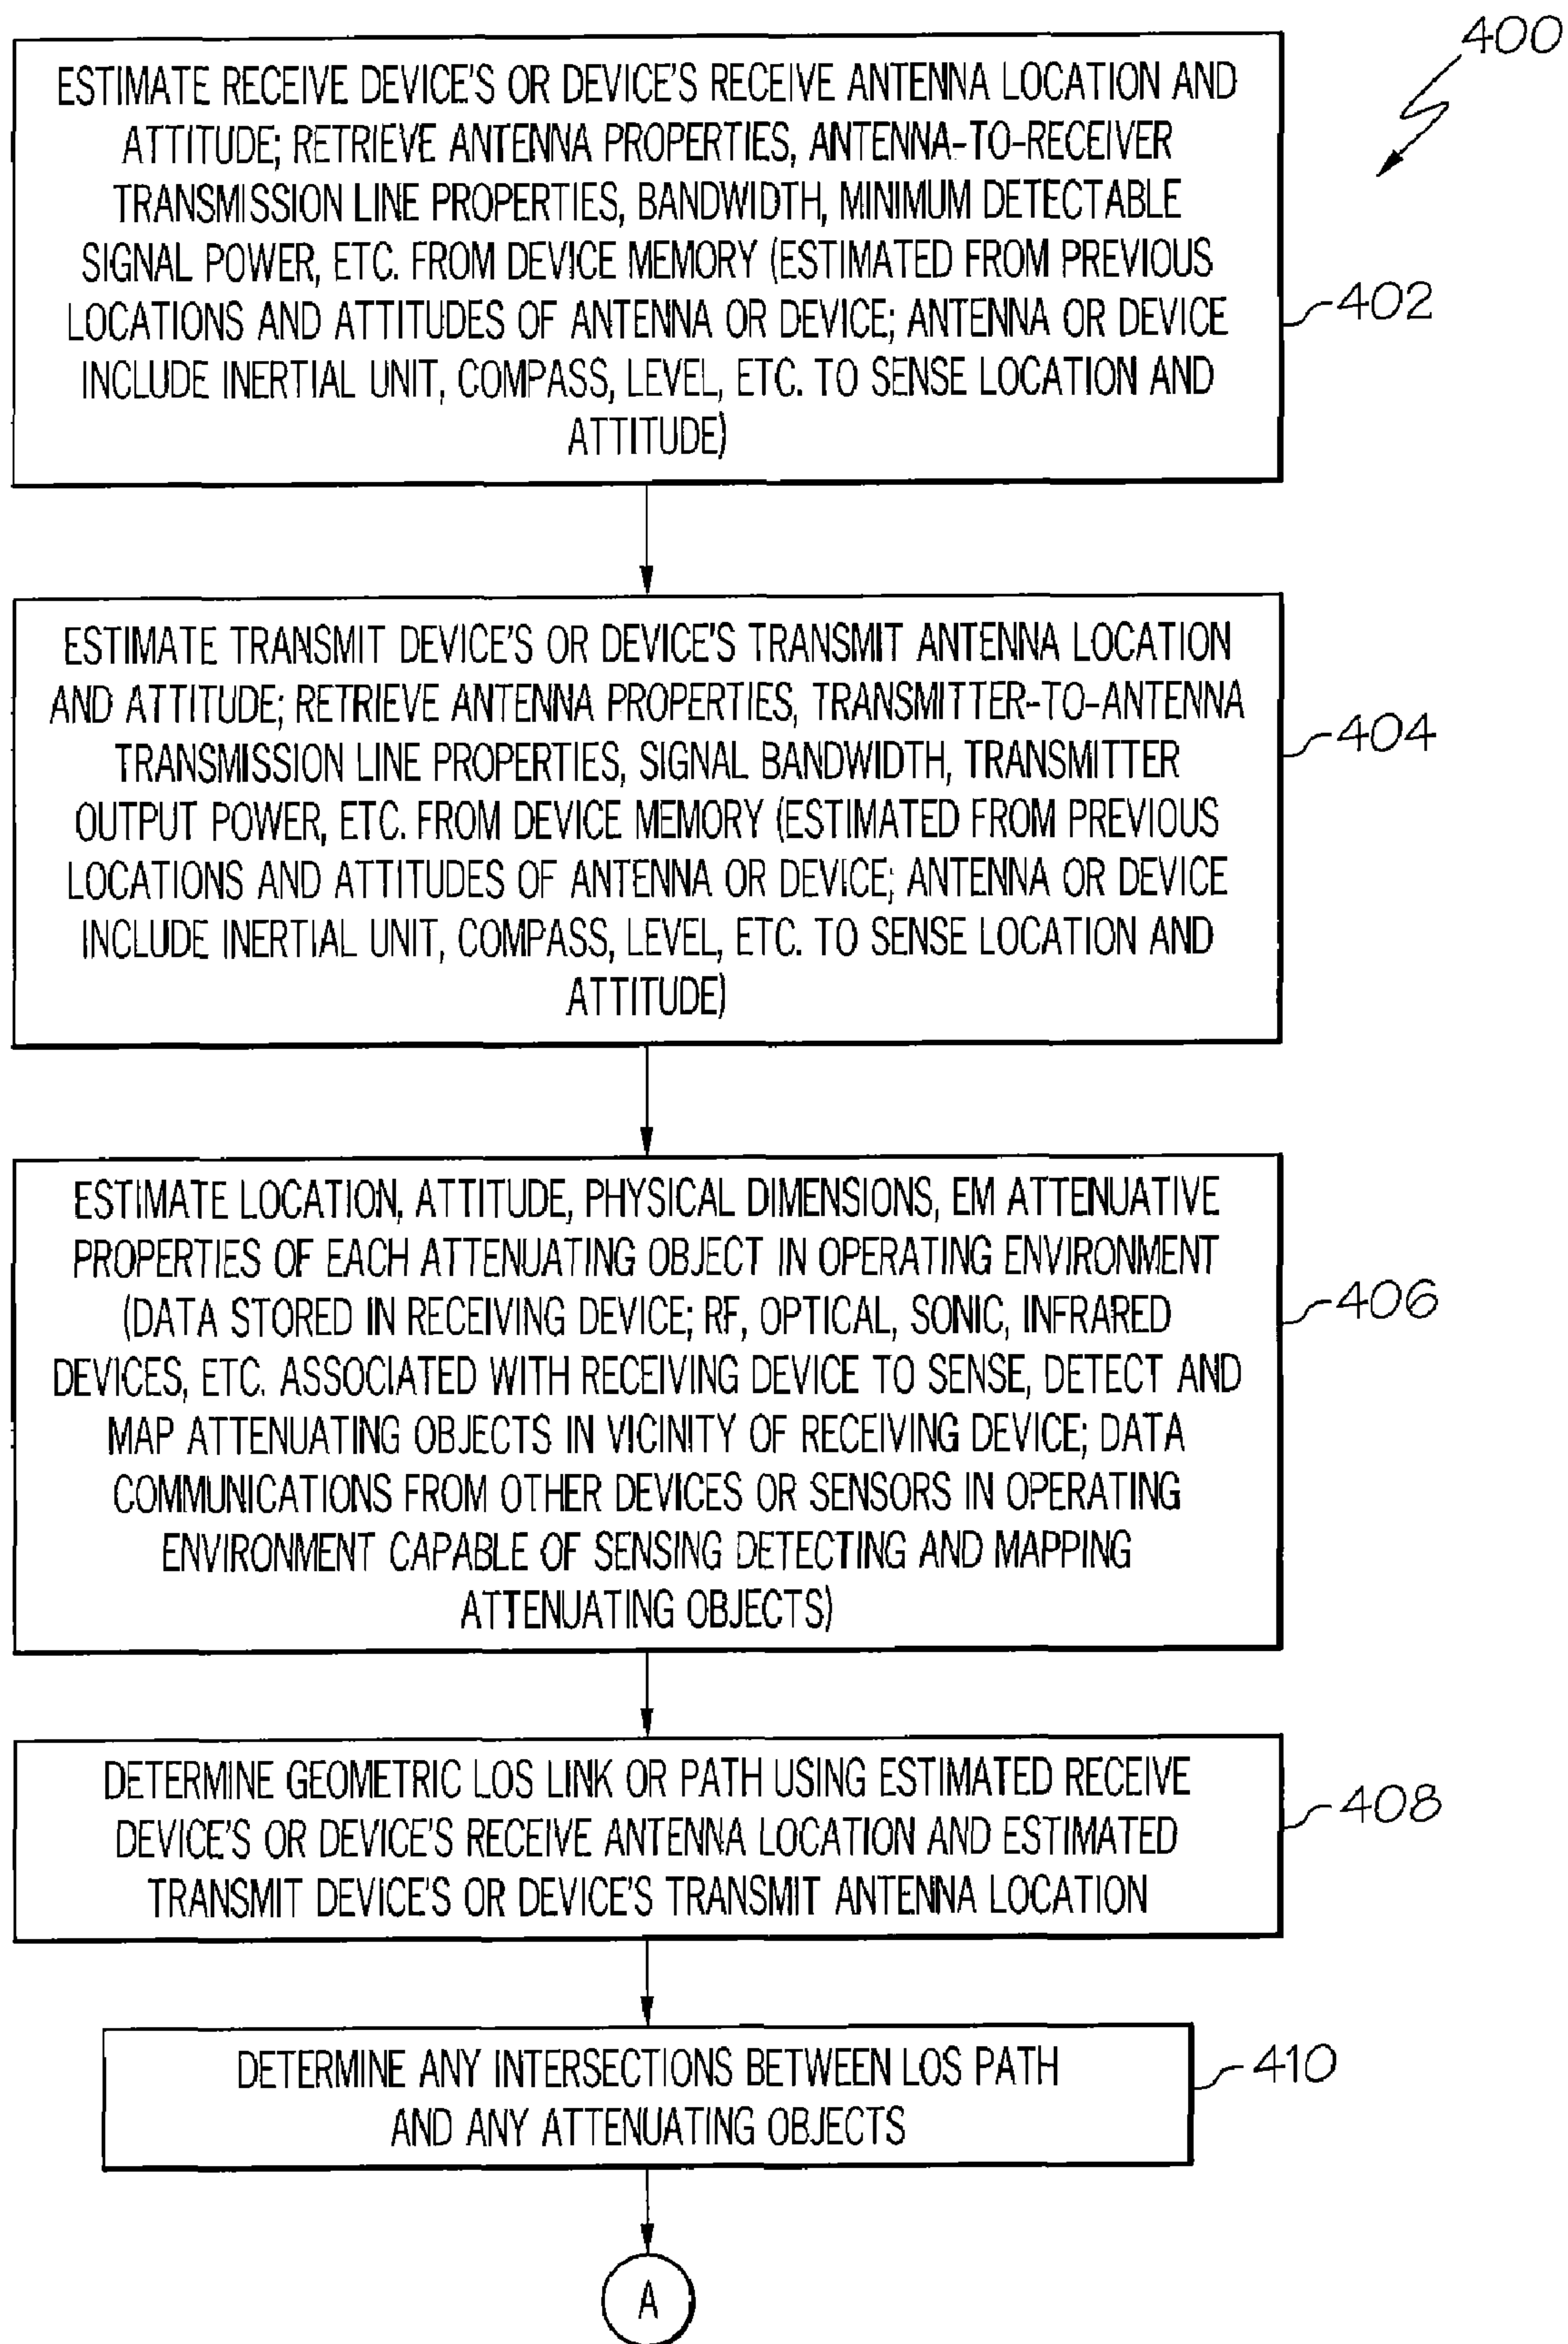 400
ESTIMATE RECEIVE DEVICE'S OR DEVICE'S RECEIVE ANTENNA LOCATION AND
ATTITUDE; RETRIEVE ANTENNA PROPERTIES, ANTENNA-TO-RECEIVER
TRANSMISSION LINE PROPERTIES, BANDWIDTH, MINIMUM DETECTABLE
SIGNAL POWER, ETC. FROM DEVICE MEMORY (ESTIMATED FROM PREVIOUS
LOCATIONS AND ATTITUDES OF ANTENNA OR DEVICE; ANTENNA OR DEVICE
INCLUDE INERTIAL UNIT, COMPASS, LEVEL, ETC. TO SENSE LOCATION AND
ATTITUDE)
402
ESTIMATE TRANSMIT DEVICE'S OR DEVICE'S TRANSMIT ANTENNA LOCATION
AND ATTITUDE; RETRIEVE ANTENNA PROPERTIES, TRANSMITTER-TO-ANTENNA
TRANSMISSION LINE PROPERTIES, SIGNAL BANDWIDTH, TRANSMITTER
OUTPUT POWER, ETC. FROM DEVICE MEMORY (ESTIMATED FROM PREVIOUS
LOCATIONS AND ATTITUDES OF ANTENNA OR DEVICE; ANTENNA OR DEVICE
INCLUDE INERTIAL UNIT, COMPASS, LEVEL, ETC. TO SENSE LOCATION AND
ATTITUDE)
404
ESTIMATE LOCATION, ATTITUDE, PHYSICAL DIMENSIONS, EM ATTENUATIVE
PROPERTIES OF EACH ATTENUATING OBJECT IN OPERATING ENVIRONMENT
(DATA STORED IN RECEIVING DEVICE; RF, OPTICAL, SONIC, INFRARED
DEVICES, ETC. ASSOCIATED WITH RECEIVING DEVICE TO SENSE, DETECT AND
MAP ATTENUATING OBJECTS IN VICINITY OF RECEIVING DEVICE; DATA
COMMUNICATIONS FROM OTHER DEVICES OR SENSORS IN OPERATING
ENVIRONMENT CAPABLE OF SENSING DETECTING AND MAPPING
ATTENUATING OBJECTS)
406
DETERMINE GEOMETRIC LOS LINK OR PATH USING ESTIMATED RECEIVE
DEVICE'S OR DEVICE'S RECEIVE ANTENNA LOCATION AND ESTIMATED
TRANSMIT DEVICE'S OR DEVICE'S TRANSMIT ANTENNA LOCATION
408
DETERMINE ANY INTERSECTIONS BETWEEN LOS PATH
AND ANY ATTENUATING OBJECTS
410
A